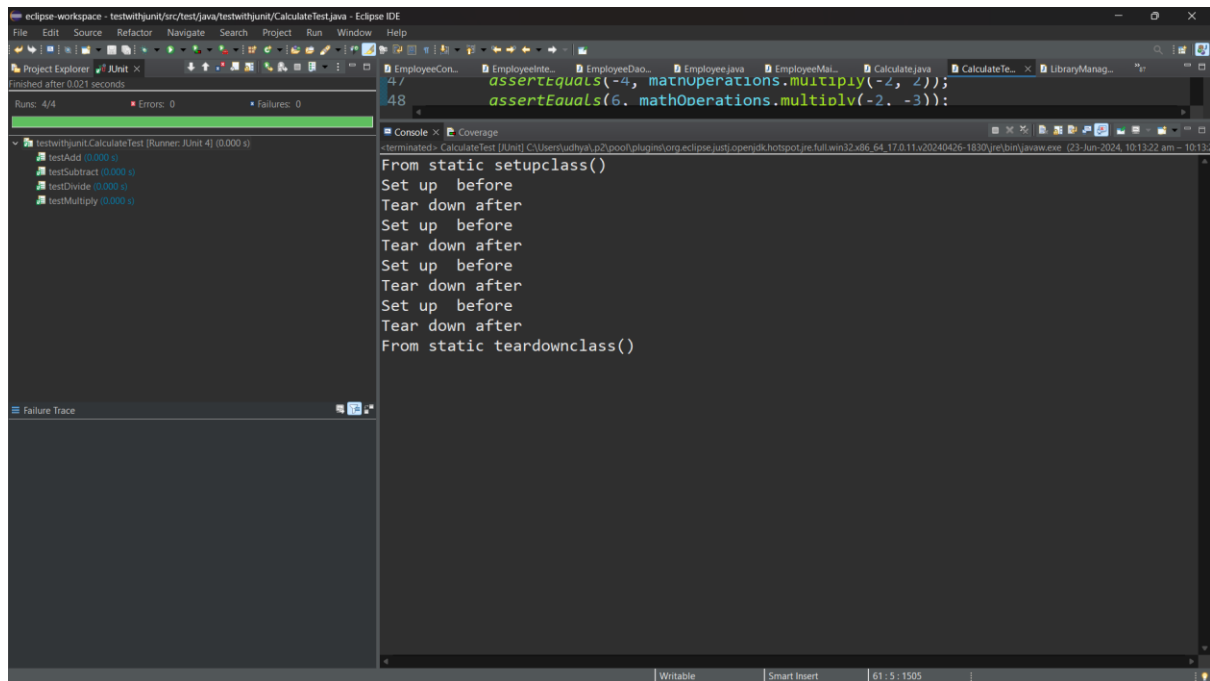 eclipse-workspace - testwithjunit/src/test/java/testwithjunit/CalculateTest.java - Eclipse IDE
File Edit Source Refactor Navigate Search Project Run Window Help
Project Explorer JUnit
Finished after 0.021 seconds
Runs: 4/4 Errors: 0 Failures: 0
testwithjunit.CalculateTest [Runner: JUnit 4] (0.000 s)
testAdd (0.000 s)
testSubtract (0.000 s)
testDivide (0.000 s)
testMultiply (0.000 s)
Failure Trace
EmployeeCon... EmployeeInte... EmployeeDao... Employee.java EmployeeMai... Calculate.java CalculateTe... LibraryManag...
47 assertEquals(-4, mathOperations.multiply(-2, 2));
48 assertEquals(6, mathOperations.multiply(-2, -3));
Console Coverage
<terminated> CalculateTest [JUnit] C:\Users\udhya\.p2\pool\plugins\org.eclipse.justj.openjdk.hotspot.jre.full.win32.x86_64_17.0.11.v20240426-1830\jre\bin\javaw.exe (23-Jun-2024, 10:13:22 am – 10:13:
From static setupclass()
Set up  before
Tear down after
Set up  before
Tear down after
Set up  before
Tear down after
Set up  before
Tear down after
From static teardownclass()
Writable Smart Insert 61 : 5 : 1505